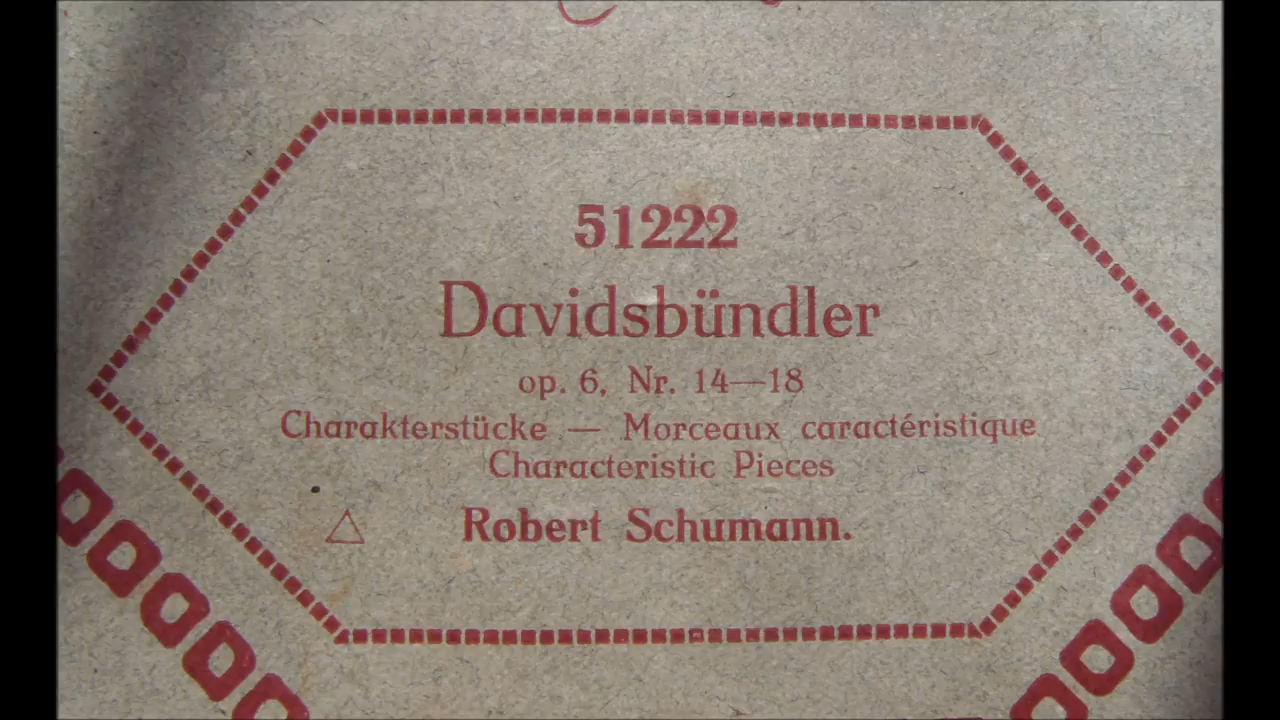 51222
Davidsbündler
op. 6, Nr. 14—18
Charakterstücke — Morceaux caractéristique
Characteristic Pieces
Robert Schumann.